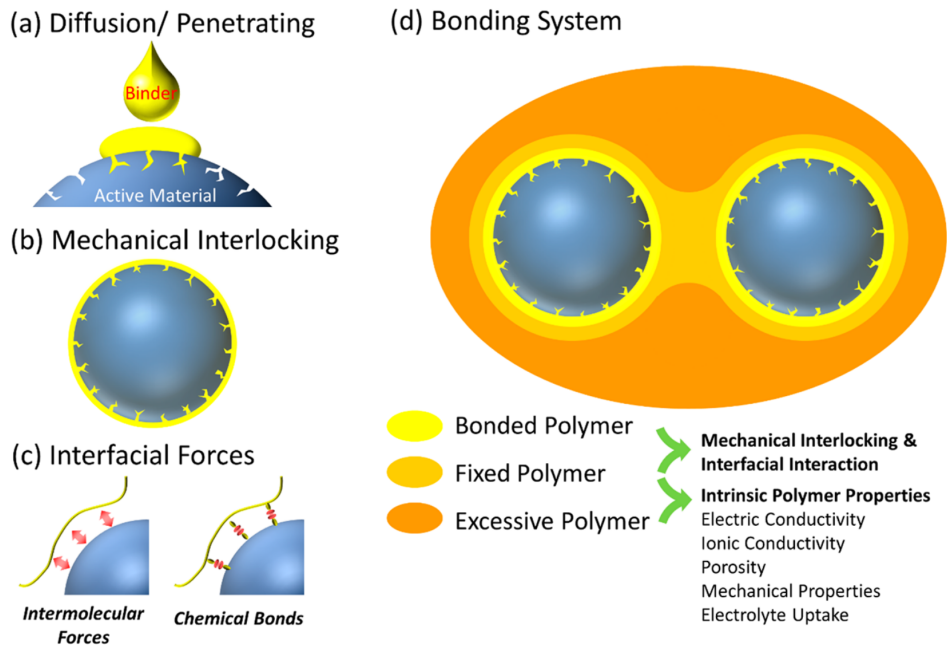 (a) Diffusion/ Penetrating
Binder
Active Material
(b) Mechanical Interlocking
(c) Interfacial Forces
Intermolecular
Forces
Chemical Bonds
(d) Bonding System
Bonded Polymer
Fixed Polymer
Excessive Polymer
Mechanical Interlocking &
Interfacial Interaction
Intrinsic Polymer Properties
Electric Conductivity
Ionic Conductivity
Porosity
Mechanical Properties
Electrolyte Uptake